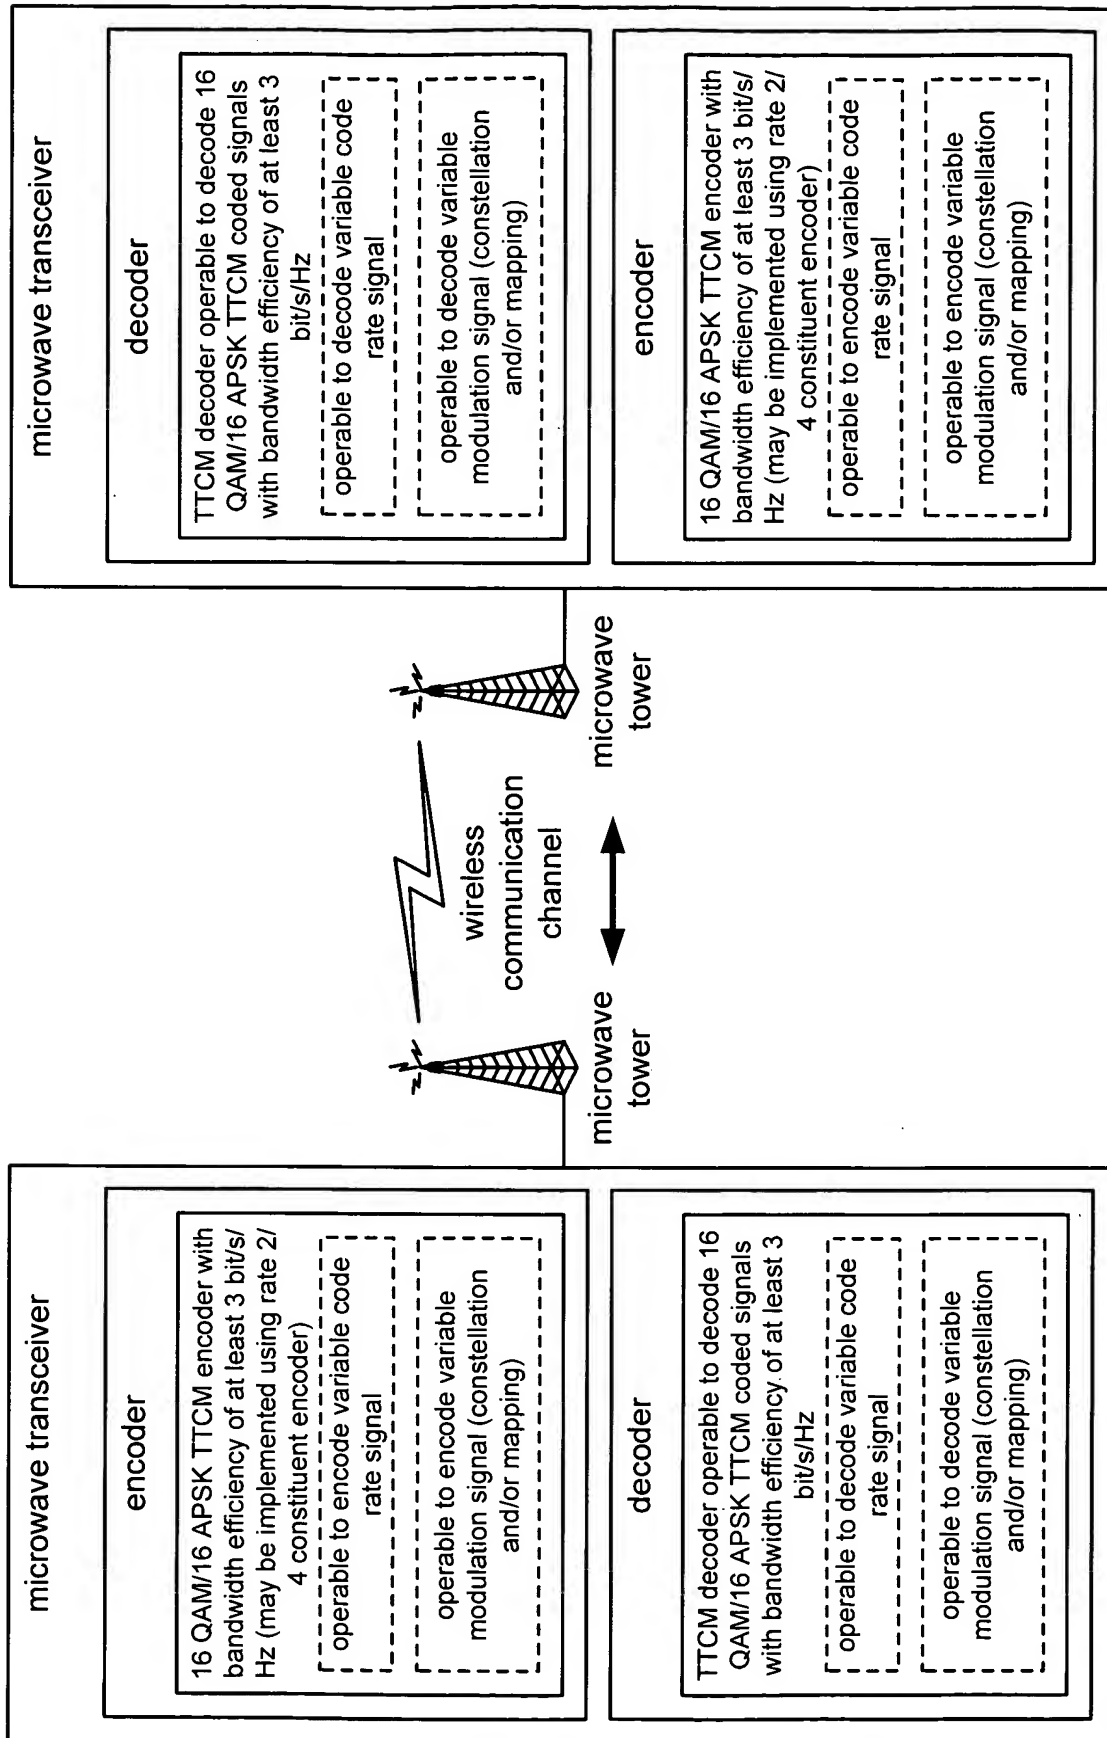 microwave transceiver
encoder
16 QAM/16 APSK TTCM encoder with
bandwidth efficiency of at least 3 bit/s/
Hz (may be implemented using rate 2/
4 constituent encoder)
operable to encode variable code
rate signal
operable to encode variable
modulation signal (constellation
and/or mapping)
decoder
TTCM decoder operable to decode 16
QAM/16 APSK TTCM coded signals
with bandwidth efficiency of at least 3
bit/s/Hz
operable to decode variable code
rate signal
operable to decode variable
modulation signal (constellation
and/or mapping)
microwave
tower
wireless
communication
channel
microwave
tower
microwave transceiver
decoder
TTCM decoder operable to decode 16
QAM/16 APSK TTCM coded signals
with bandwidth efficiency of at least 3
bit/s/Hz
operable to decode variable code
rate signal
operable to decode variable
modulation signal (constellation
and/or mapping)
encoder
16 QAM/16 APSK TTCM encoder with
bandwidth efficiency of at least 3 bit/s/
Hz (may be implemented using rate 2/
4 constituent encoder)
operable to encode variable code
rate signal
operable to encode variable
modulation signal (constellation
and/or mapping)